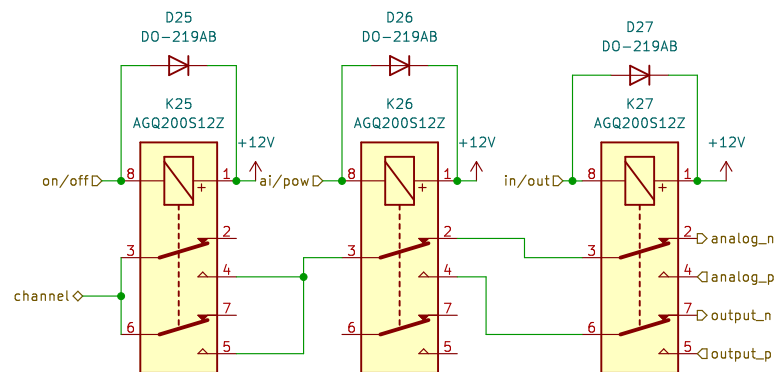 D25
DO-219AB
D26
DO-219AB
D27
DO-219AB
K25
AGQ200S12Z
K26
AGQ200S12Z
K27
AGQ200S12Z
+12V
+12V
+12V
on/off
8
+
1
ai/pow
8
+
1
in/out
8
+
1
3
2
4
3
2
4
3
2
analog_n
4
analog_p
channel
6
7
5
6
7
5
6
7
output_n
5
output_p